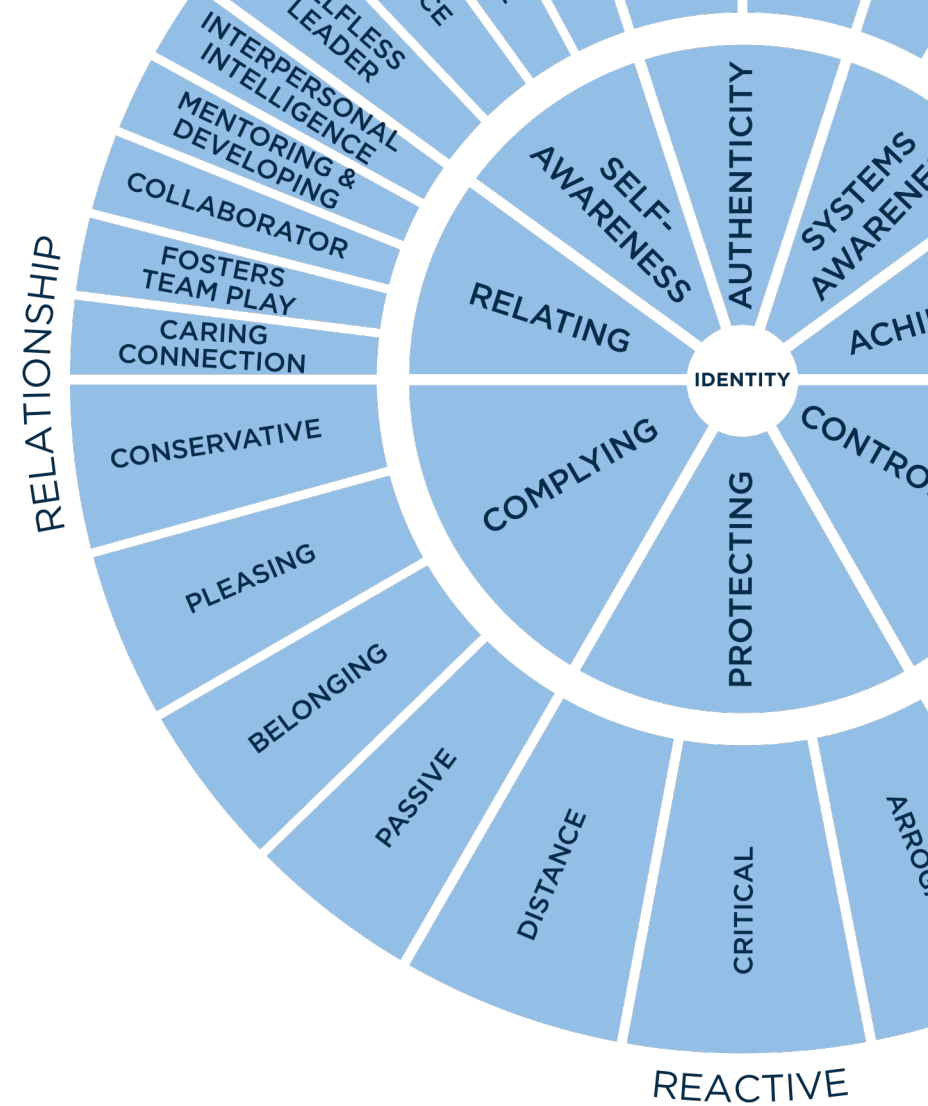 LEADER
INTERPERSONAL
INTELLIGENCE
MENTORING &
DEVELOPING
COLLABORATOR
FOSTERS
TEAM PLAY
CARING
CONNECTION
RELATIONSHIP
CONSERVATIVE
PLEASING
BELONGING
PASSIVE
DISTANCE
CRITICAL
REACTIVE
SELF-
AWARENESS
AUTHENTICITY
SYSTEMS
RELATING
IDENTITY
COMPLYING
PROTECTING